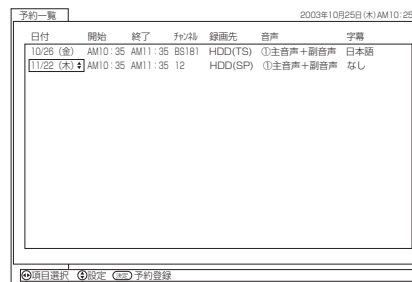 予約一覧 2003年10月25日(木)AM10:25
日付 開始 終了 チャンネル 録画先 音声 字幕
10/26 (金) AM10:35 AM11:35 BS181 HDD(TS) ①主音声+副音声 日本語
11/22 (木) AM10:35 AM11:35 12 HDD(SP) ①主音声+副音声 なし
項目選択 設定 決定 予約登録